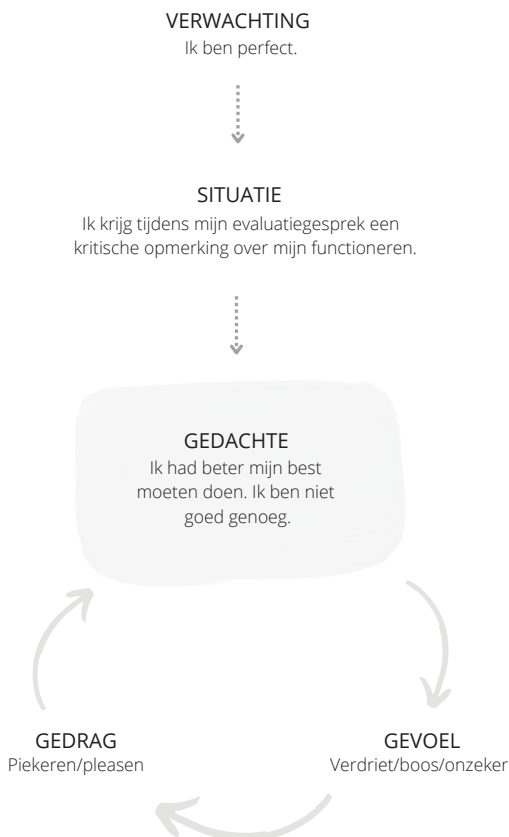 VERWACHTING
Ik ben perfect.
SITUATIE
Ik krijg tijdens mijn evaluatiegesprek een
kritische opmerking over mijn functioneren.
GEDACHTE
Ik had beter mijn best
moeten doen. Ik ben niet
goed genoeg.
GEDRAG
Piekeren/pleasen
GEVOEL
Verdriet/boos/onzeker